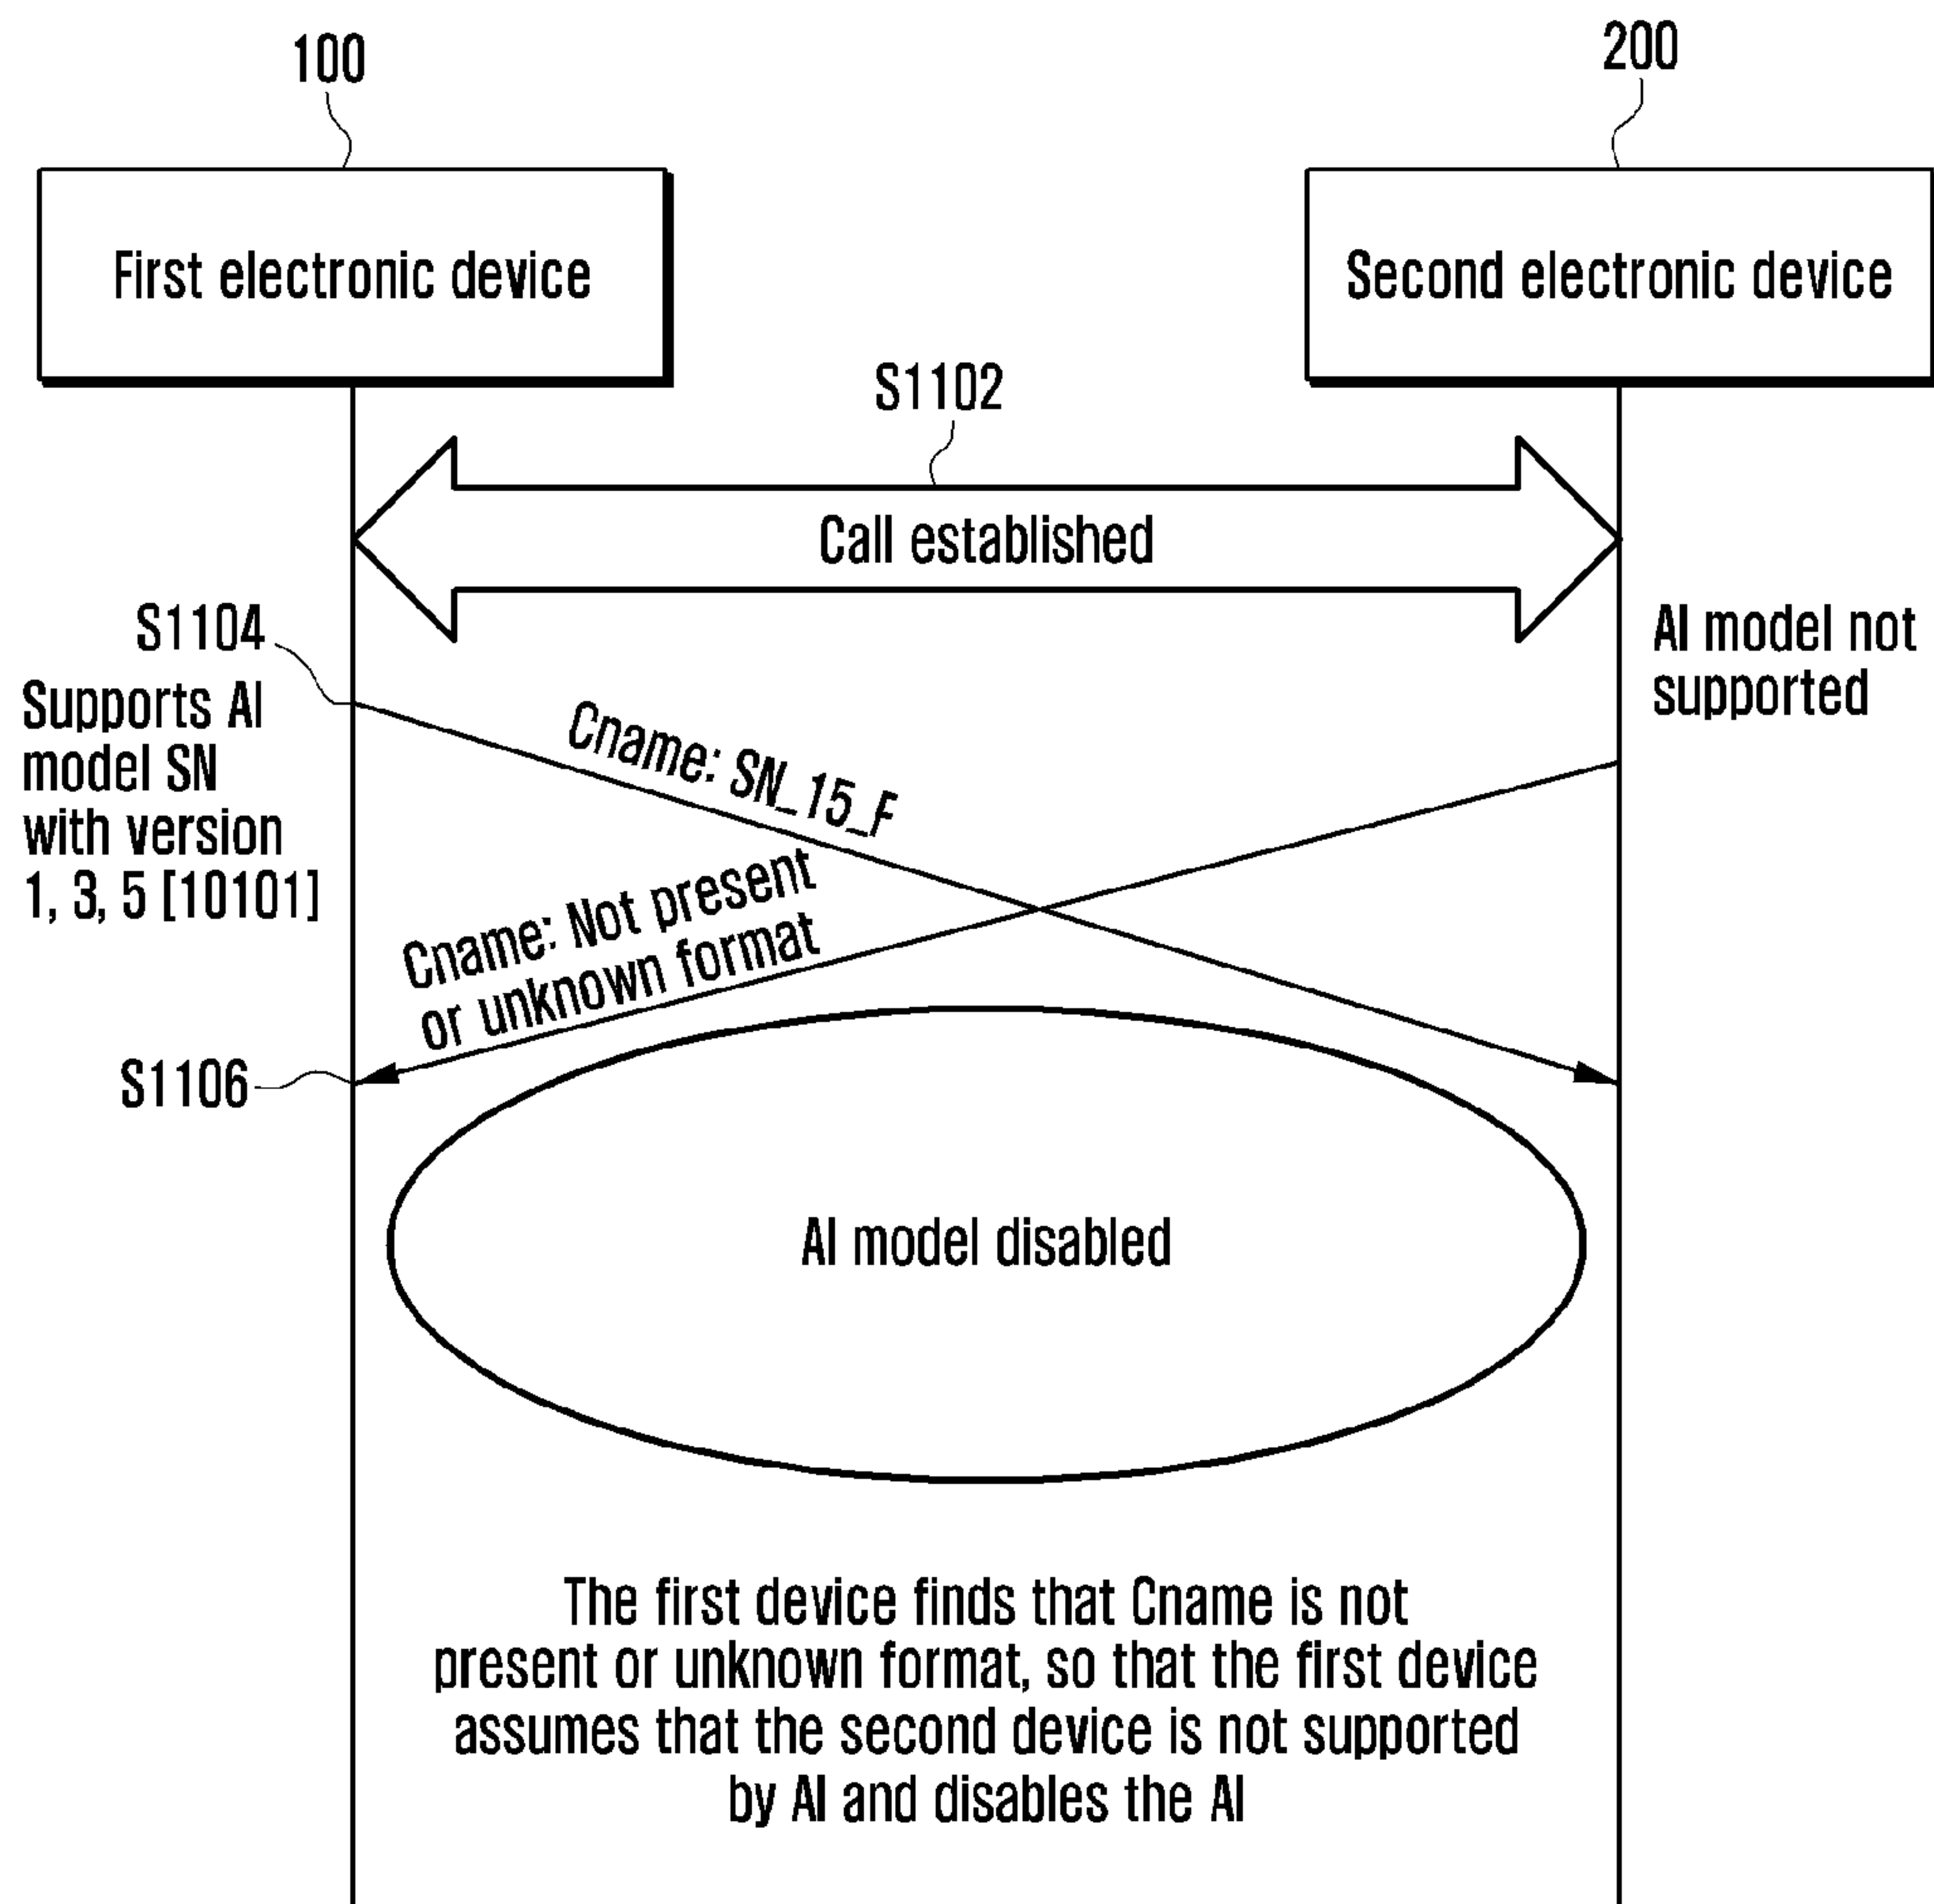 100
200
First electronic device
Second electronic device
S1102
Call established
S1104
Supports AI
model SN
with version
1, 3, 5 [10101]
AI model not
supported
Cname: SN_15_F
Cname: Not present
or unknown format
S1106
AI model disabled
The first device finds that Cname is not
present or unknown format, so that the first device
assumes that the second device is not supported
by AI and disables the AI